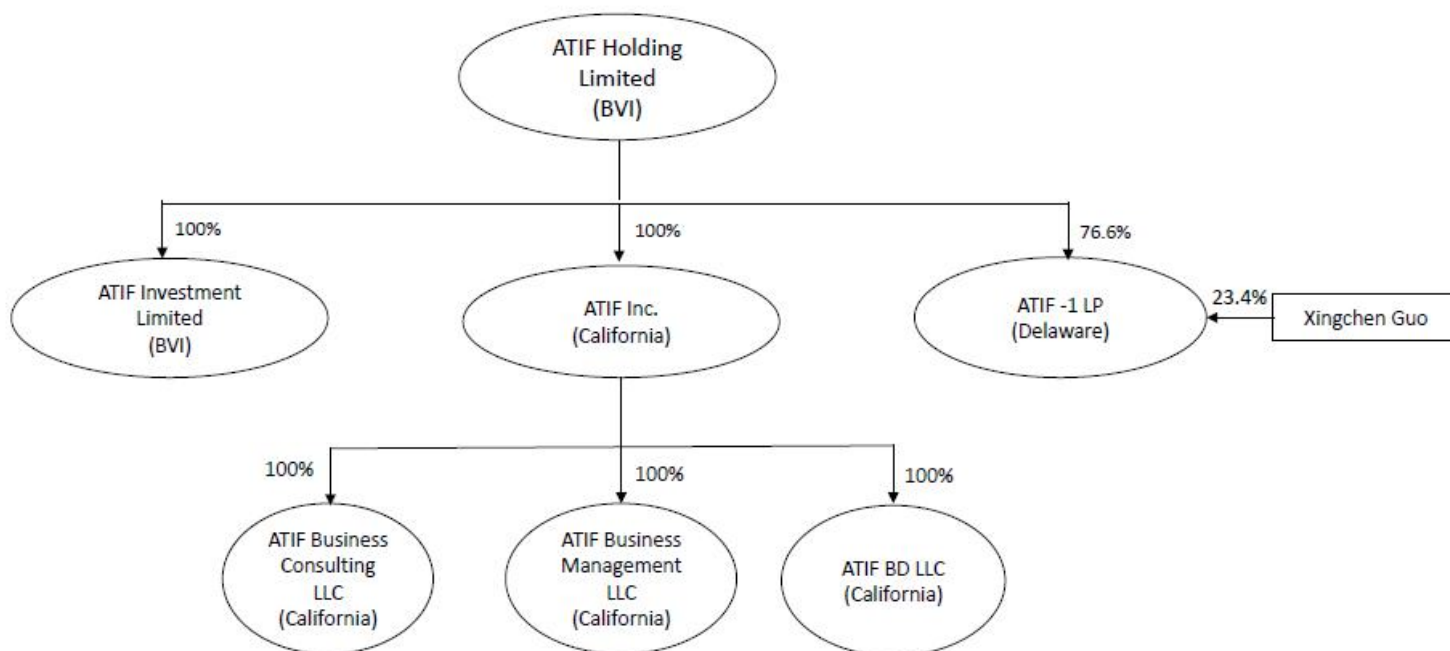 ATIF Holding
Limited
(BVI)
100%
100%
76.6%
ATIF Investment
Limited
(BVI)
ATIF Inc.
(California)
ATIF -1 LP
(Delaware)
23.4%
Xingchen Guo
100%
100%
100%
ATIF Business
Consulting
LLC
(California)
ATIF Business
Management
LLC
(California)
ATIF BD LLC
(California)